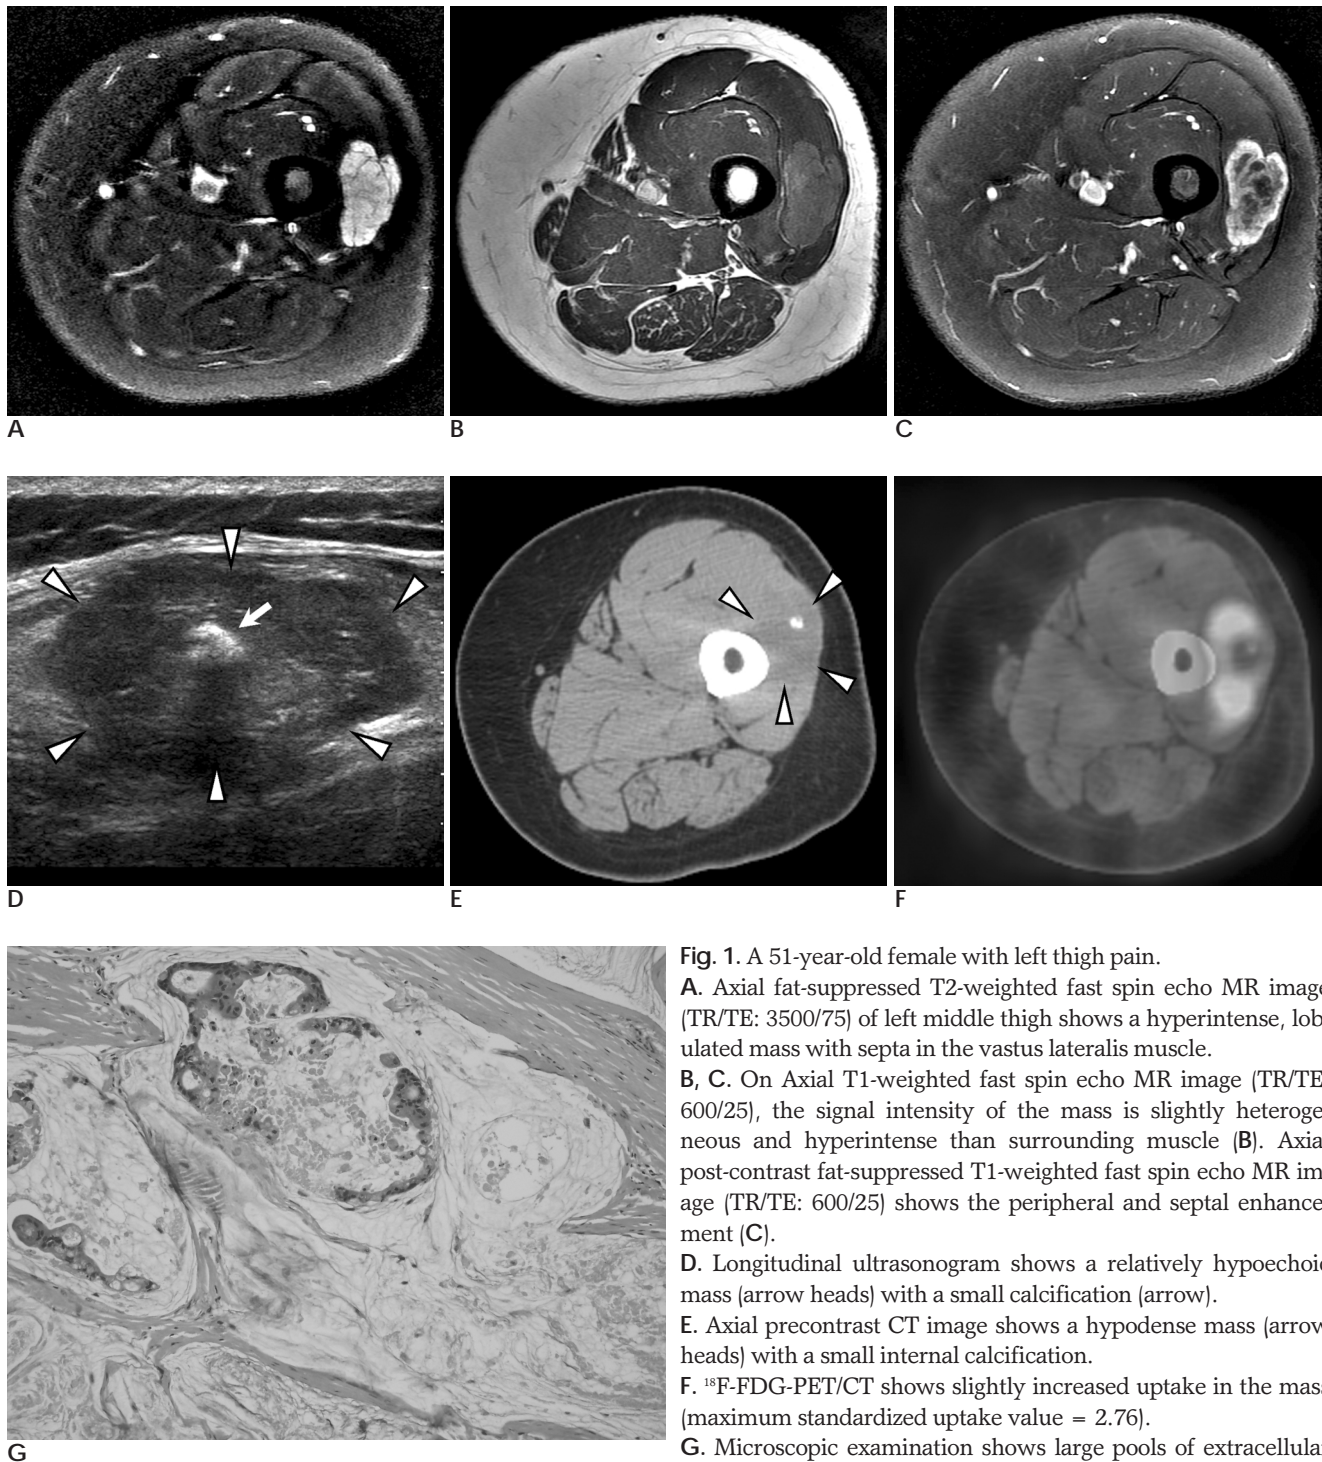 A
B
C
D
E
F
G
Fig. 1. A 51-year-old female with left thigh pain.
A. Axial fat-suppressed T2-weighted fast spin echo MR image
(TR/TE: 3500/75) of left middle thigh shows a hyperintense, lob
ulated mass with septa in the vastus lateralis muscle.
B, C. On Axial T1-weighted fast spin echo MR image (TR/TE
600/25), the signal intensity of the mass is slightly heteroge
neous and hyperintense than surrounding muscle (B). Axia
post-contrast fat-suppressed T1-weighted fast spin echo MR im
age (TR/TE: 600/25) shows the peripheral and septal enhance
ment (C).
D. Longitudinal ultrasonogram shows a relatively hypoechoic
mass (arrow heads) with a small calcification (arrow).
E. Axial precontrast CT image shows a hypodense mass (arrow
heads) with a small internal calcification.
F. ¹⁸F-FDG-PET/CT shows slightly increased uptake in the mass
(maximum standardized uptake value = 2.76).
G. Microscopic examination shows large pools of extracellular